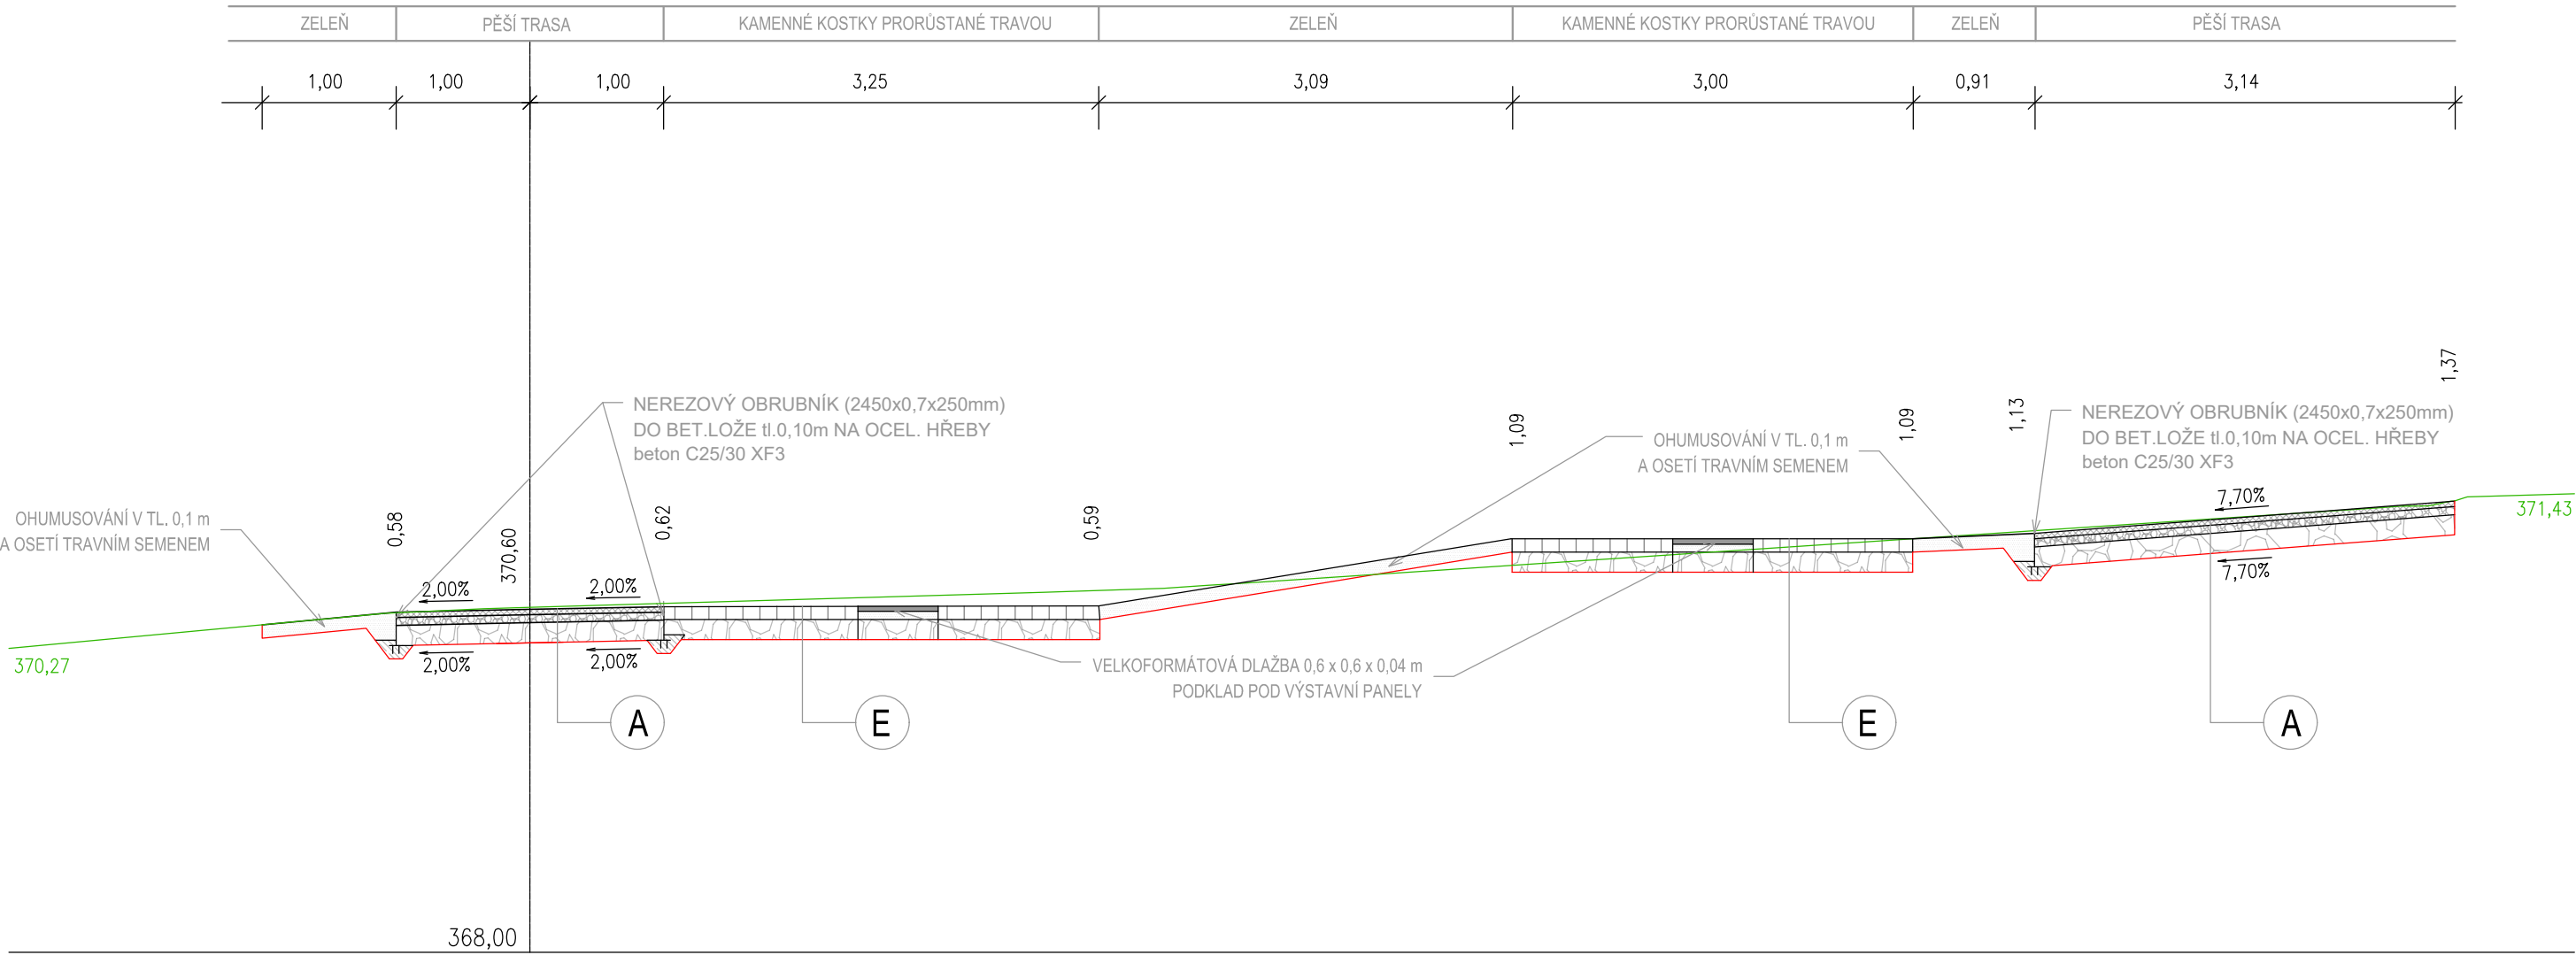 ZELEŇ
PĚŠÍ TRASA
KAMENNÉ KOSTKY PRORŮSTANÉ TRAVOU
ZELEŇ
KAMENNÉ KOSTKY PRORŮSTANÉ TRAVOU
ZELEŇ
PĚŠÍ TRASA
1,00
1,00
1,00
3,25
3,09
3,00
0,91
3,14
NEREZOVÝ OBRUBNÍK (2450x0,7x250mm)
DO BET.LOŽE tl.0,10m NA OCEL. HŘEBY
beton C25/30 XF3
1,09
OHUMUSOVÁNÍ V TL. 0,1 m
A OSETÍ TRAVNÍM SEMENEM
1,09
1,13
NEREZOVÝ OBRUBNÍK (2450x0,7x250mm)
DO BET.LOŽE tl.0,10m NA OCEL. HŘEBY
beton C25/30 XF3
1,37
OHUMUSOVÁNÍ V TL. 0,1 m
A OSETÍ TRAVNÍM SEMENEM
0,58
370,60
0,62
0,59
7,70%
371,43
2,00%
2,00%
7,70%
370,27
2,00%
2,00%
VELKOFORMÁTOVÁ DLAŽBA 0,6 x 0,6 x 0,04 m
PODKLAD POD VÝSTAVNÍ PANELY
A
E
E
A
368,00